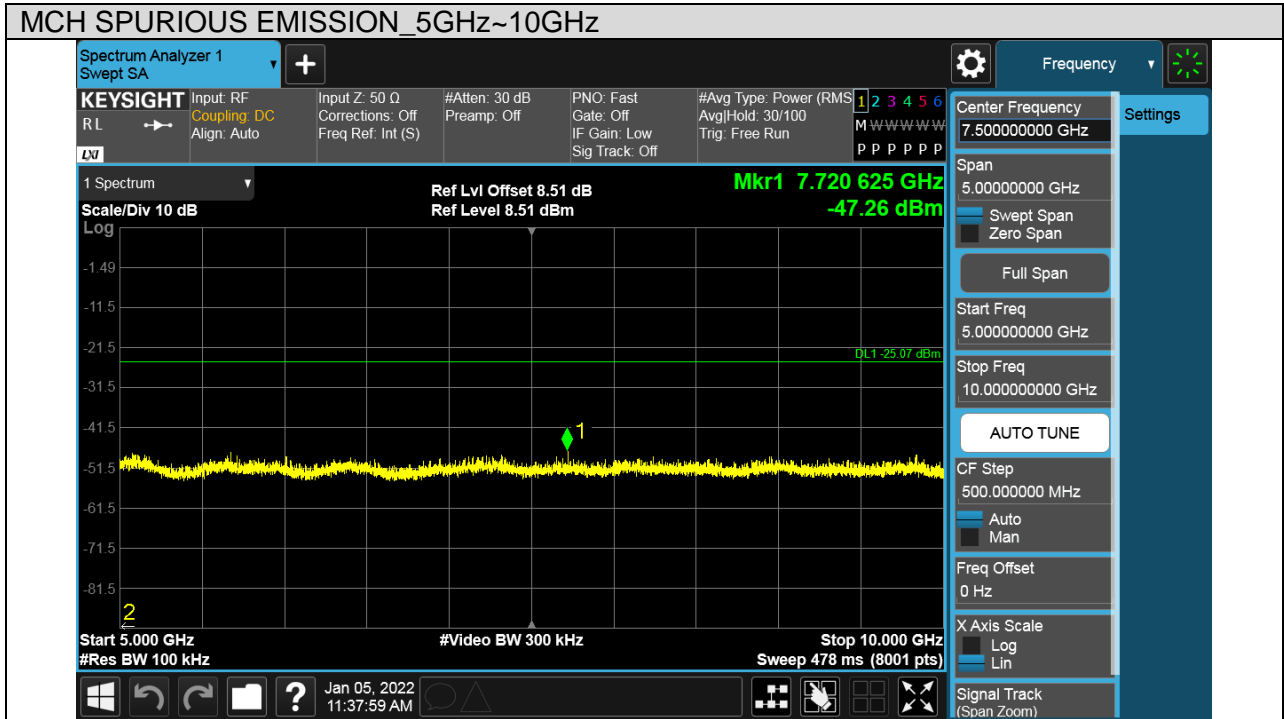 MCH SPURIOUS EMISSION_5GHz~10GHz
Spectrum Analyzer 1
Swept SA
+
Frequency
KEYSIGHT
RL
LXI
Input: RF
Coupling: DC
Align: Auto
Input Z: 50 Ω
Corrections: Off
Freq Ref: Int (S)
#Atten: 30 dB
Preamp: Off
PNO: Fast
Gate: Off
IF Gain: Low
Sig Track: Off
#Avg Type: Power (RMS
Avg|Hold: 30/100
Trig: Free Run
1 2 3 4 5 6
M W W W W W
P P P P P P
1 Spectrum
Scale/Div 10 dB
Log
Ref Lvl Offset 8.51 dB
Ref Level 8.51 dBm
Mkr1 7.720 625 GHz
-47.26 dBm
-1.49
-11.5
-21.5
DL1 -25.07 dBm
-31.5
-41.5
1
-51.5
-61.5
-71.5
-81.5
2
Start 5.000 GHz
#Video BW 300 kHz
Stop 10.000 GHz
#Res BW 100 kHz
Sweep 478 ms (8001 pts)
?
Jan 05, 2022
11:37:59 AM
Center Frequency
7.500000000 GHz
Settings
Span
5.00000000 GHz
Swept Span
Zero Span
Full Span
Start Freq
5.000000000 GHz
Stop Freq
10.000000000 GHz
AUTO TUNE
CF Step
500.000000 MHz
Auto
Man
Freq Offset
0 Hz
X Axis Scale
Log
Lin
Signal Track
(Span Zoom)